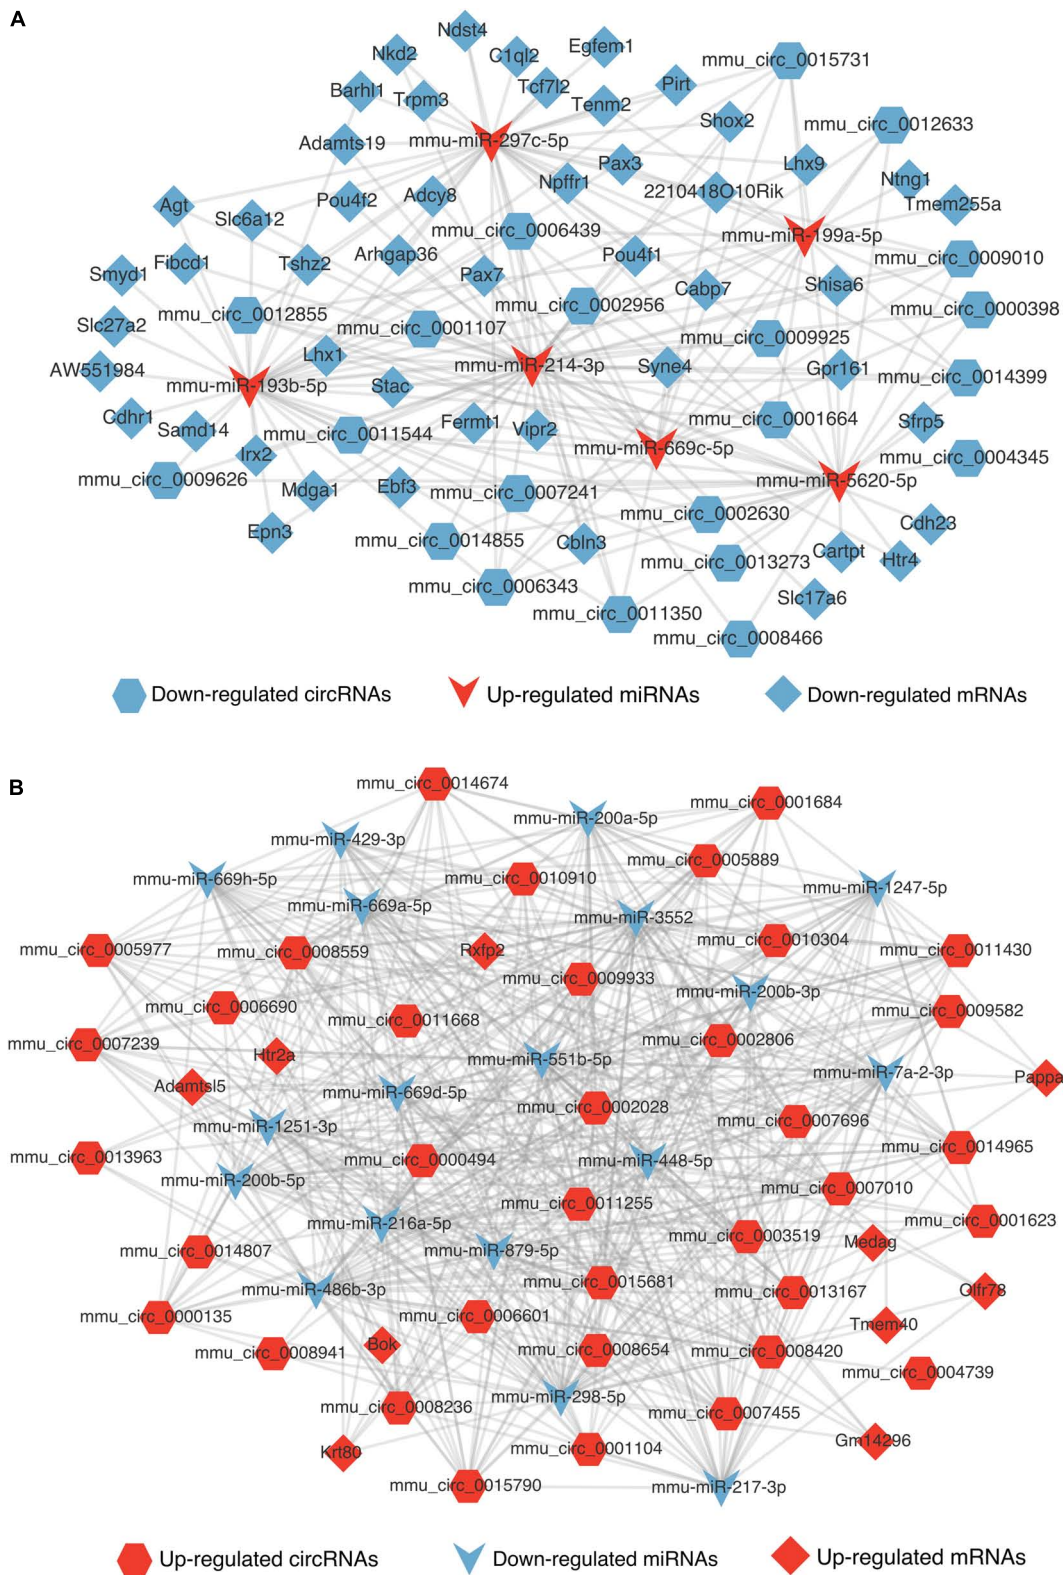 A
Ndst4
Nkd2
C1ql2
Egfem1
mmu_circ_0015731
Barhl1
Trpm3
Tcf7l2
Tenm2
Pirt
Shox2
mmu_circ_0012633
Adamts19
mmu-miR-297c-5p
Pax3
Lhx9
Ntng1
Agt
Slc6a12
Pou4f2
Adcy8
Npffr1
2210418O10Rik
Tmem255a
mmu_circ_0006439
mmu-miR-199a-5p
Smyd1
Fibcd1
Tshz2
Arhgap36
Pax7
Pou4f1
Cabp7
Shisa6
mmu_circ_0009010
Slc27a2
mmu_circ_0012855
mmu_circ_0001107
mmu_circ_0002956
mmu_circ_0009925
mmu_circ_0000398
AW551984
mmu-miR-193b-5p
Lhx1
Stac
mmu-miR-214-3p
Syne4
Gpr161
mmu_circ_0014399
Cdhr1
Samd14
mmu_circ_0011544
Fermt1
Vipr2
mmu_circ_0001664
Sfrp5
mmu_circ_0009626
Irx2
mmu-miR-669c-5p
mmu_circ_0004345
Mdga1
Ebf3
mmu_circ_0007241
mmu-miR-5620-5p
Epn3
mmu_circ_0014855
Cbln3
mmu_circ_0002630
Cdh23
mmu_circ_0006343
mmu_circ_0013273
Cartpt
Htr4
mmu_circ_0011350
Slc17a6
mmu_circ_0008466
Down-regulated circRNAs
Up-regulated miRNAs
Down-regulated mRNAs
B
mmu_circ_0014674
mmu-miR-200a-5p
mmu_circ_0001684
mmu-miR-429-3p
mmu_circ_0005889
mmu-miR-669h-5p
mmu_circ_0010910
mmu-miR-1247-5p
mmu-miR-669a-5p
mmu-miR-3552
mmu_circ_0005977
mmu_circ_0008559
Rxfp2
mmu_circ_0010304
mmu_circ_0011430
mmu_circ_0009933
mmu-miR-200b-3p
mmu_circ_0006690
mmu_circ_0011668
mmu_circ_0009582
mmu_circ_0007239
Htr2a
mmu-miR-551b-5p
mmu_circ_0002806
Adamtsl5
mmu-miR-669d-5p
mmu-miR-7a-2-3p
Pappa
mmu-miR-1251-3p
mmu_circ_0002028
mmu_circ_0007696
mmu_circ_0013963
mmu_circ_0000494
mmu-miR-448-5p
mmu_circ_0014965
mmu-miR-200b-5p
mmu_circ_0011255
mmu_circ_0007010
mmu-miR-216a-5p
mmu_circ_0001623
mmu_circ_0014807
mmu-miR-879-5p
mmu_circ_0003519
Medag
mmu-miR-486b-3p
mmu_circ_0015681
mmu_circ_0013167
Olfr78
mmu_circ_0000135
mmu_circ_0006601
Tmem40
mmu_circ_0008941
Bok
mmu_circ_0008654
mmu_circ_0008420
mmu_circ_0004739
mmu_circ_0008236
mmu-miR-298-5p
mmu_circ_0007455
Krt80
mmu_circ_0001104
Gm14296
mmu_circ_0015790
mmu-miR-217-3p
Up-regulated circRNAs
Down-regulated miRNAs
Up-regulated mRNAs